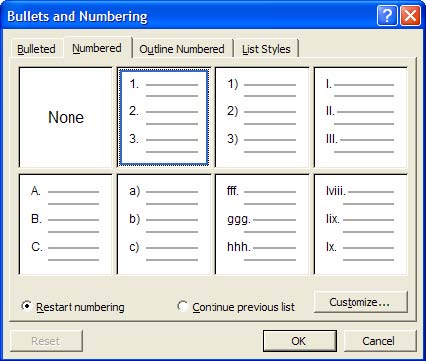 Bullets and Numbering
Bulleted Numbered Outline Numbered List Styles
None
1.
2.
3.
1)
2)
3)
I.
II.
III.
A.
B.
C.
a)
b)
c)
fff.
ggg.
hhh.
lviii.
lix.
lx.
Restart numbering Continue previous list Customize...
Reset OK Cancel